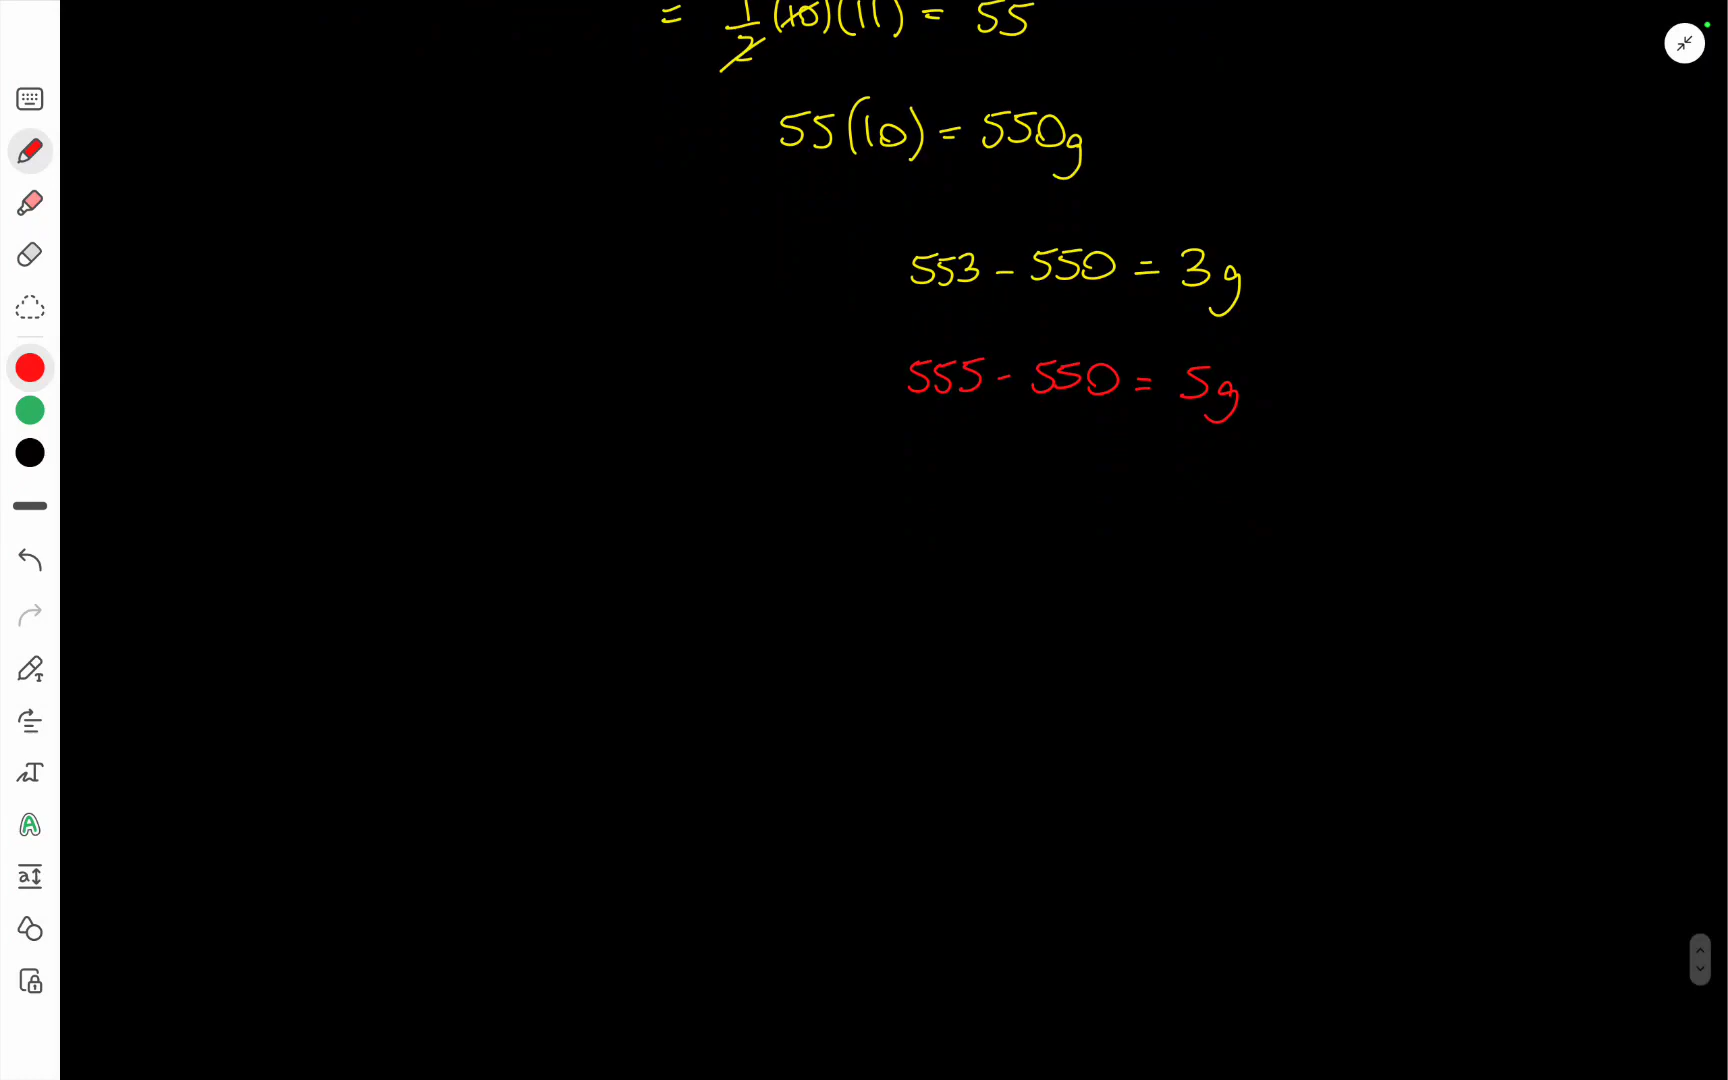 = 1/2 (10)(11) = 55
55(10) = 550g
553 - 550 = 3g
555 - 550 = 5g